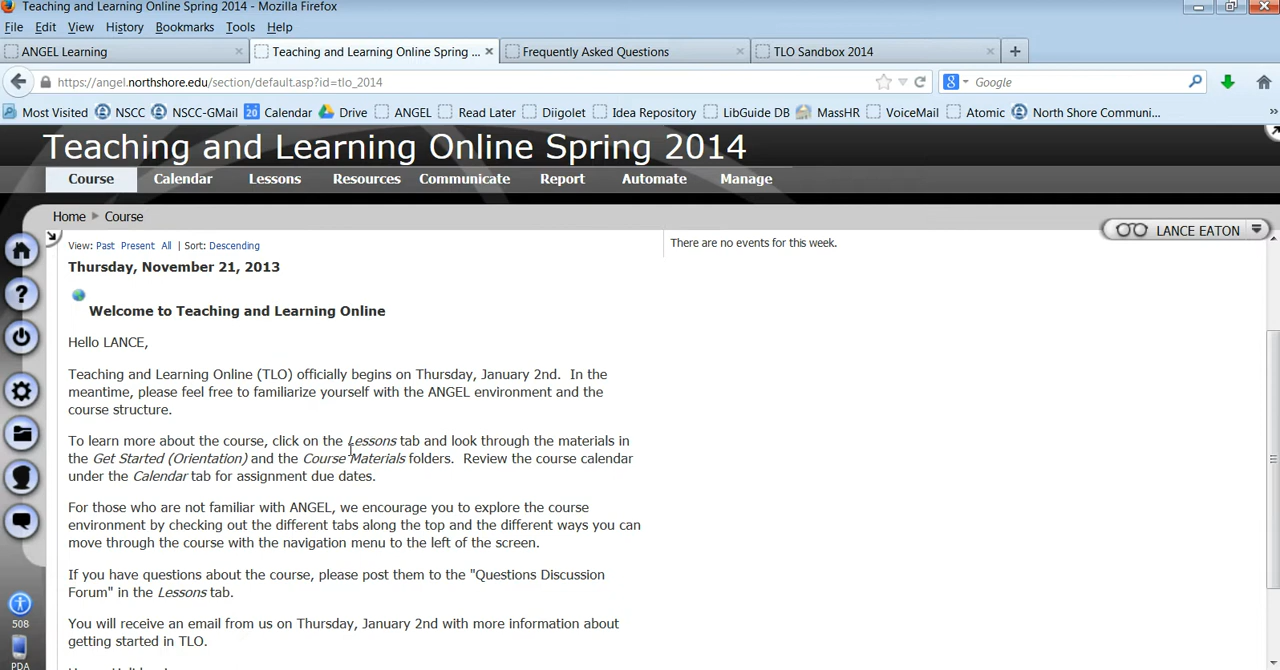 Teaching and Learning Online Spring 2014 - Mozilla Firefox
File Edit View History Bookmarks Tools Help
ANGEL Learning × Teaching and Learning Online Spring ... × Frequently Asked Questions × TLO Sandbox 2014 × +
https://angel.northshore.edu/section/default.asp?id=tlo_2014 8 Google
Most Visited NSCC NSCC-GMail 20 Calendar Drive ANGEL Read Later Diigolet Idea Repository LibGuide DB MassHR VoiceMail Atomic North Shore Communi... »
Teaching and Learning Online Spring 2014
Course Calendar Lessons Resources Communicate Report Automate Manage
Home Course
LANCE EATON
View: Past Present All | Sort: Descending
There are no events for this week.
Thursday, November 21, 2013
Welcome to Teaching and Learning Online
Hello LANCE,
Teaching and Learning Online (TLO) officially begins on Thursday, January 2nd. In the
meantime, please feel free to familiarize yourself with the ANGEL environment and the
course structure.
To learn more about the course, click on the Lessons tab and look through the materials in
the Get Started (Orientation) and the Course Materials folders. Review the course calendar
under the Calendar tab for assignment due dates.
For those who are not familiar with ANGEL, we encourage you to explore the course
environment by checking out the different tabs along the top and the different ways you can
move through the course with the navigation menu to the left of the screen.
If you have questions about the course, please post them to the "Questions Discussion
Forum" in the Lessons tab.
You will receive an email from us on Thursday, January 2nd with more information about
getting started in TLO.
?
508
PDA